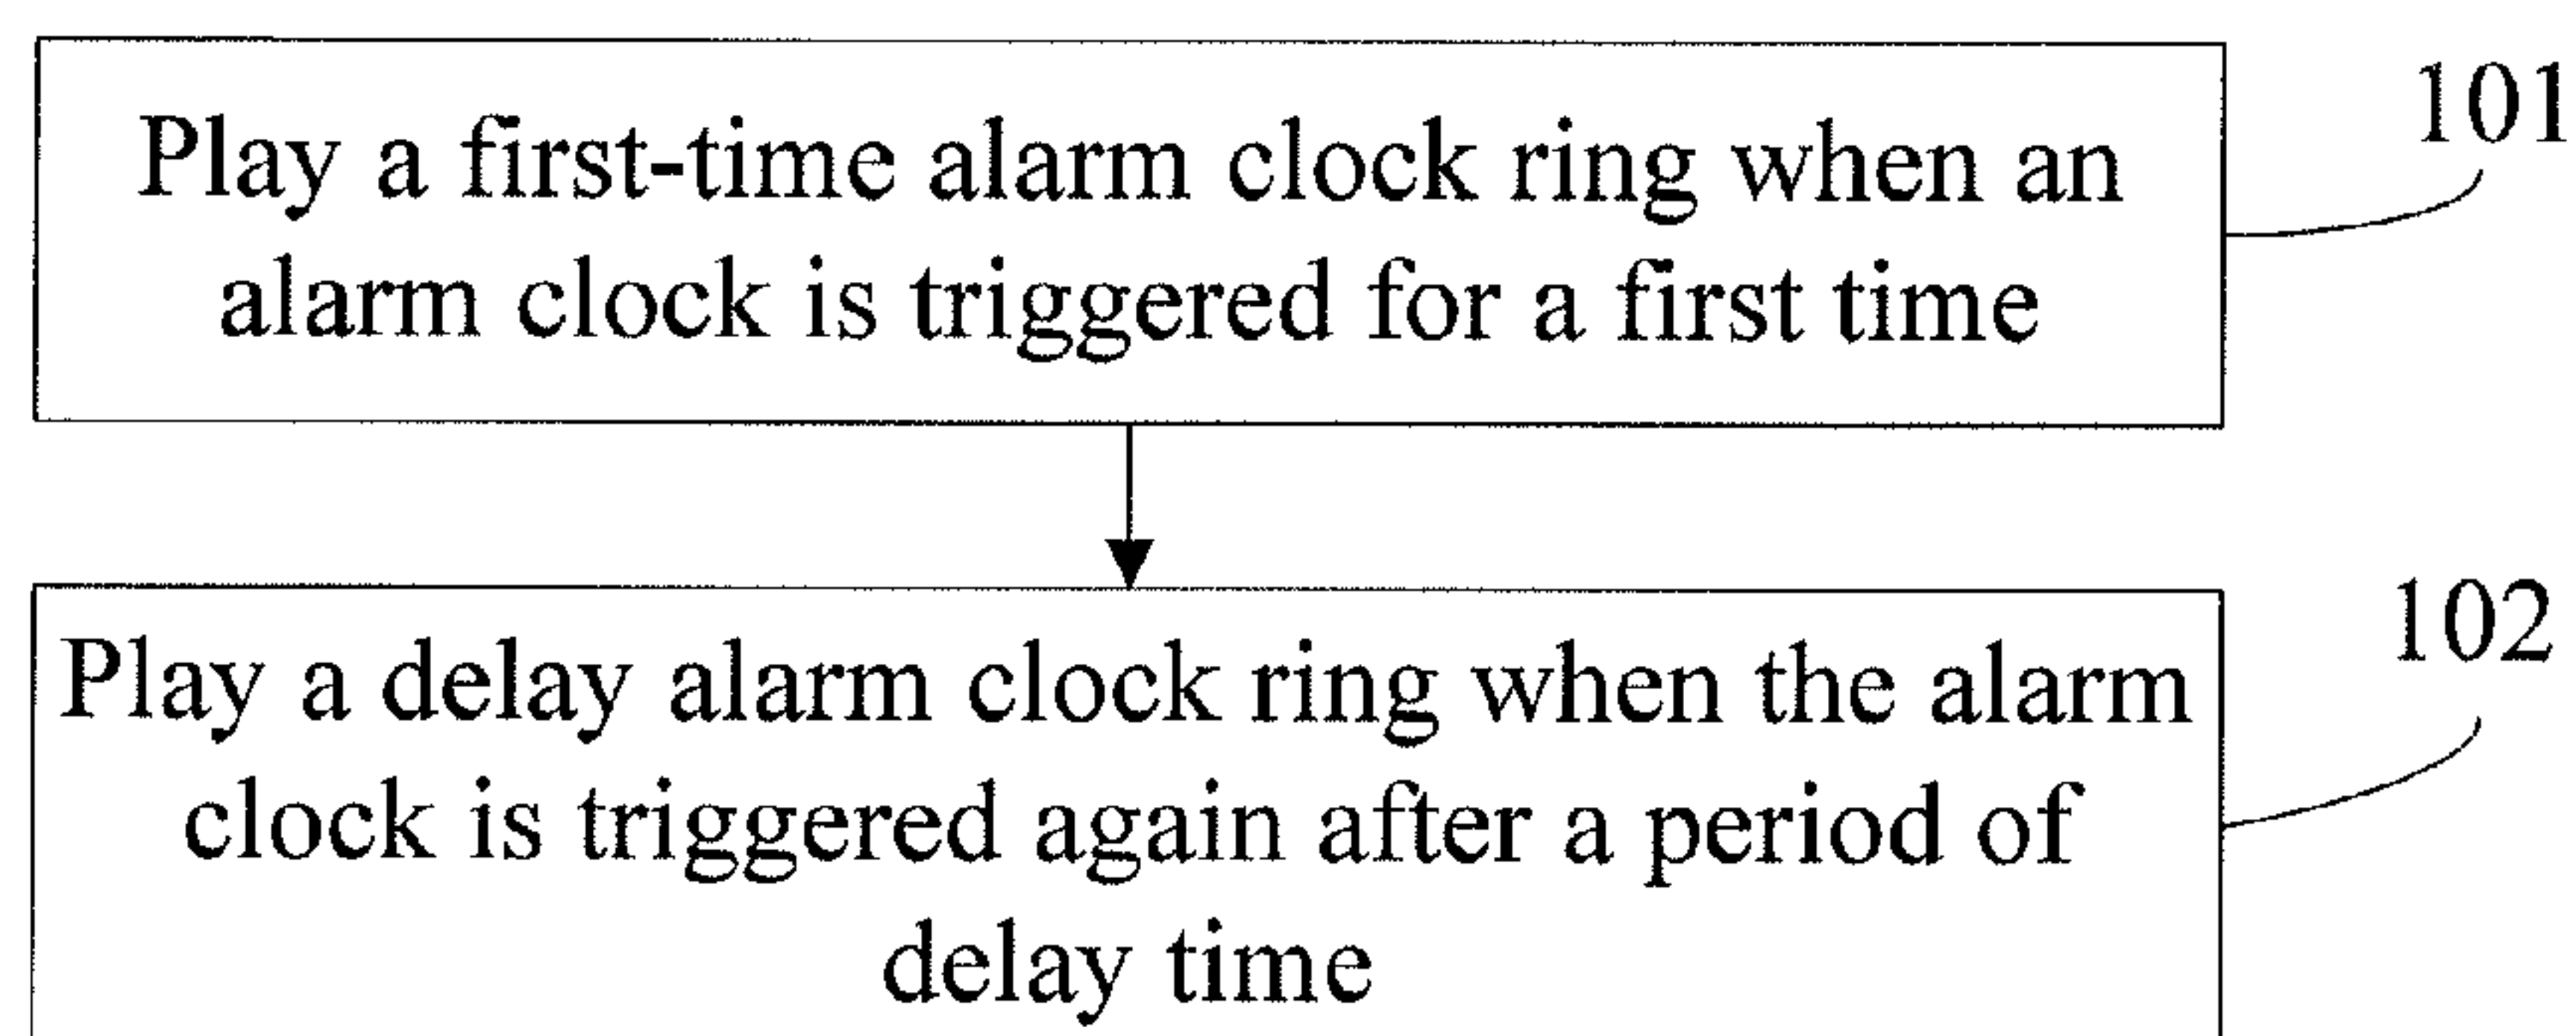 Play a first-time alarm clock ring when an
alarm clock is triggered for a first time
101
Play a delay alarm clock ring when the alarm
clock is triggered again after a period of
delay time
102